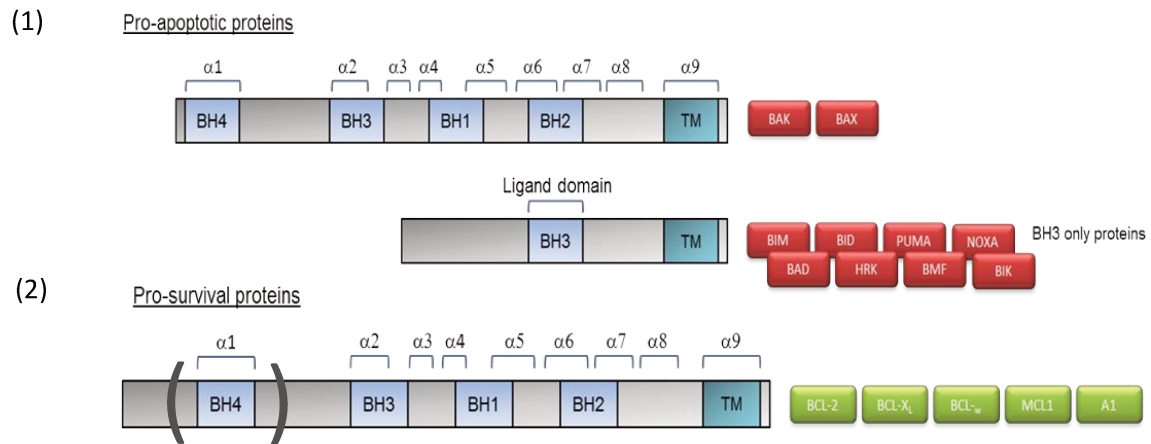 (1)
Pro-apoptotic proteins
α1 α2 α3 α4 α5 α6 α7 α8 α9
BH4 BH3 BH1 BH2 TM BAK BAX
Ligand domain
BH3 TM BIM BID PUMA NOXA BH3 only proteins
BAD HRK BMF BIK
(2)
Pro-survival proteins
α1 α2 α3 α4 α5 α6 α7 α8 α9
( BH4 ) BH3 BH1 BH2 TM BCL-2 BCL-XL BCL-w MCL1 A1